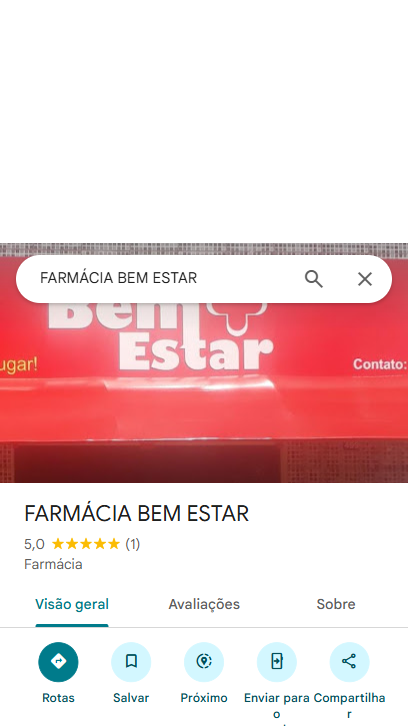 FARMÁCIA BEM ESTAR
Bem
Estar
ugar!
Contato:
FARMÁCIA BEM ESTAR
5,0 (1)
Farmácia
Visão geral
Avaliações
Sobre
Rotas
Salvar
Próximo
Enviar para
o
Compartilha
r